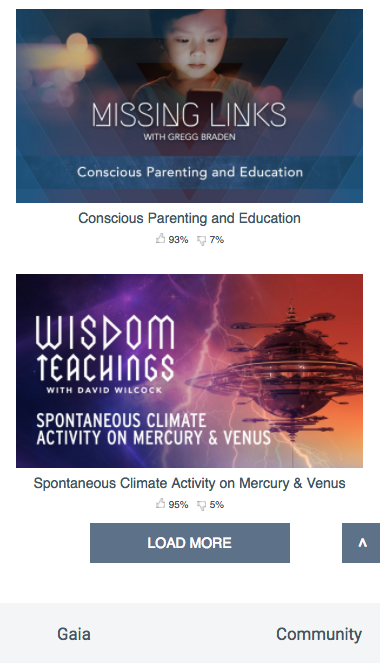 MISSING LINKS
WITH GREGG BRADEN
Conscious Parenting and Education
Conscious Parenting and Education
93% 7%
WISDOM
TEACHINGS
WITH DAVID WILCOCK
SPONTANEOUS CLIMATE
ACTIVITY ON MERCURY & VENUS
Spontaneous Climate Activity on Mercury & Venus
95% 5%
LOAD MORE
Gaia Community